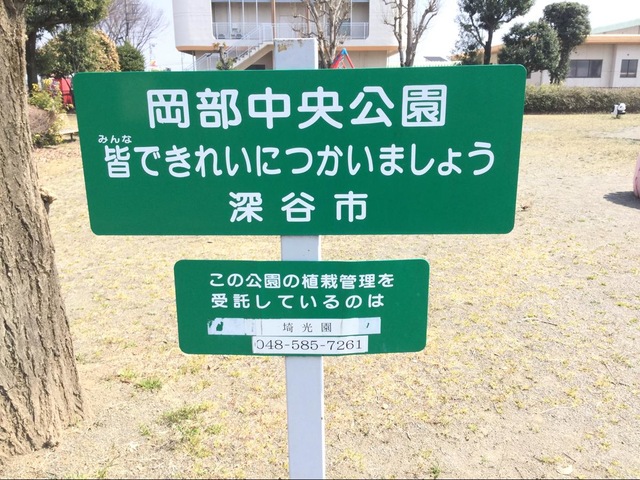 岡部中央公園
みんな
皆できれいにつかいましょう
深谷市
この公園の植栽管理を
受託しているのは
埼光園
048-585-7261